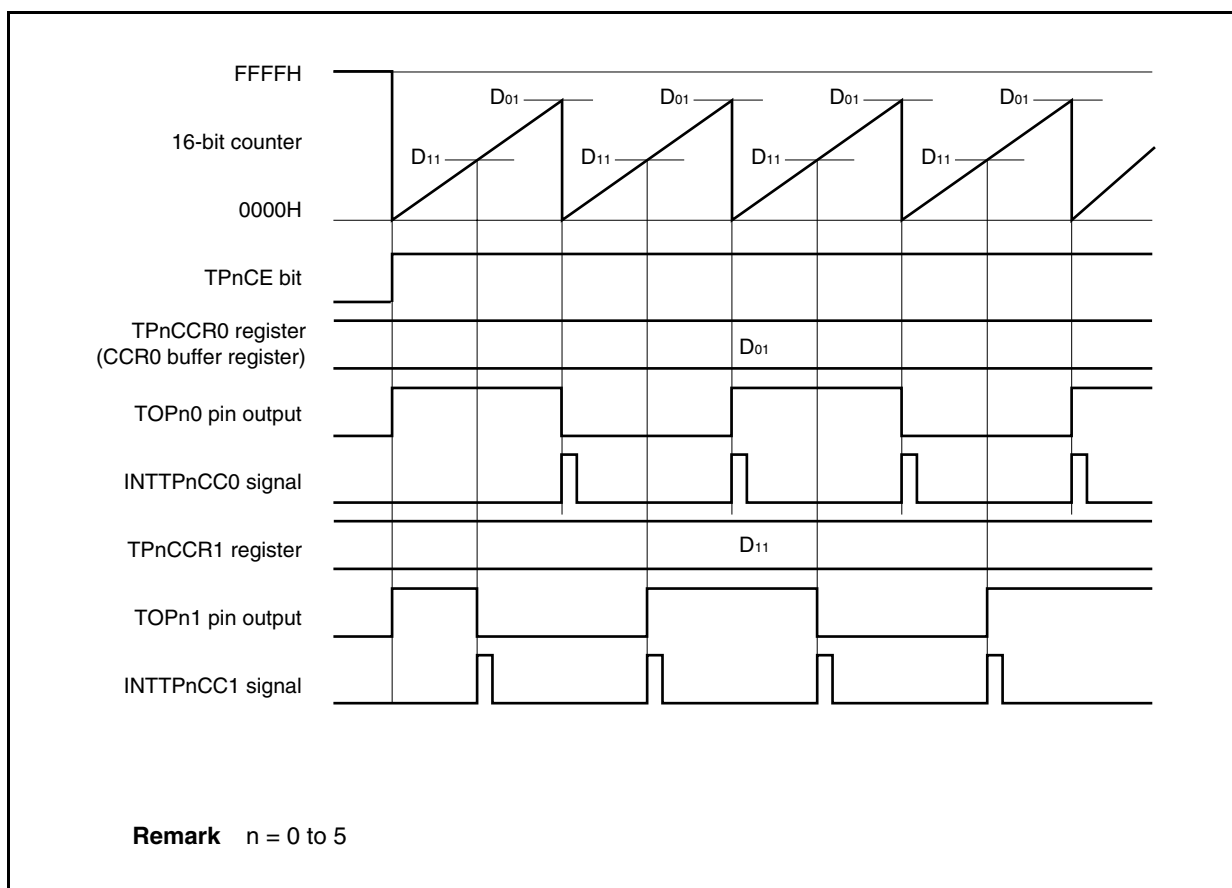 FFFFH
D01 D01 D01 D01
16-bit counter
D11 D11 D11 D11
0000H
TPnCE bit
TPnCCR0 register
(CCR0 buffer register)
D01
TOPn0 pin output
INTTPnCC0 signal
TPnCCR1 register
D11
TOPn1 pin output
INTTPnCC1 signal
Remark n = 0 to 5